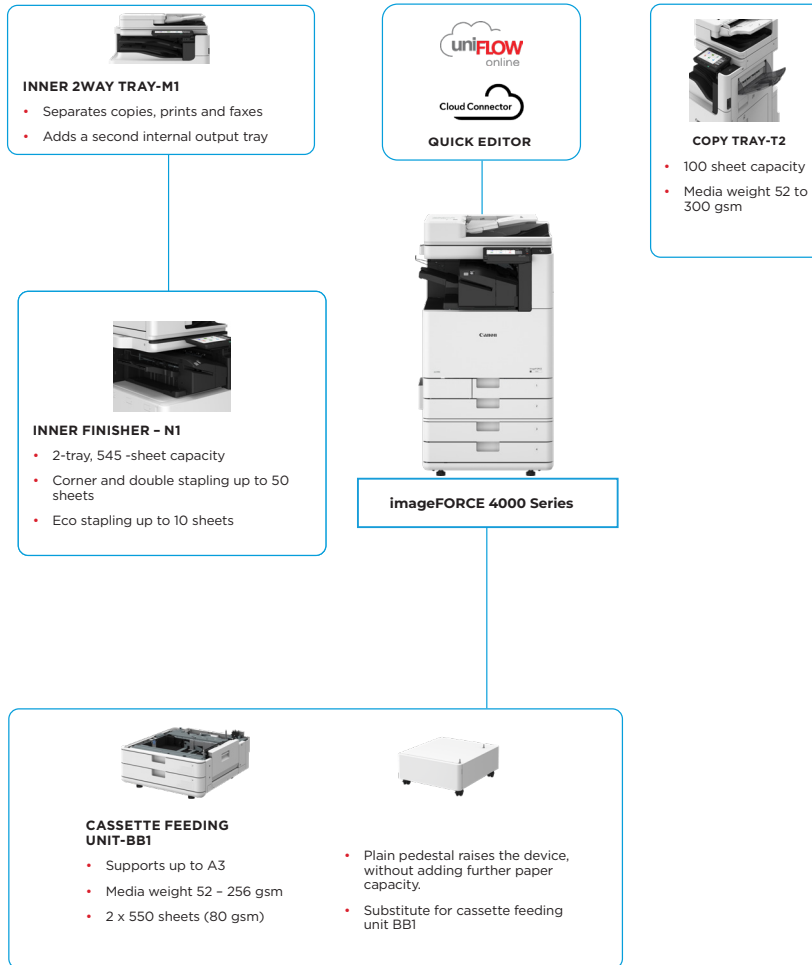 INNER 2WAY TRAY-M1
• Separates copies, prints and faxes
• Adds a second internal output tray
uniFLOW
online
Cloud Connector
QUICK EDITOR
COPY TRAY-T2
• 100 sheet capacity
• Media weight 52 to
300 gsm
Canon
INNER FINISHER – N1
• 2-tray, 545 -sheet capacity
• Corner and double stapling up to 50
sheets
• Eco stapling up to 10 sheets
imageFORCE 4000 Series
CASSETTE FEEDING
UNIT-BB1
• Supports up to A3
• Media weight 52 – 256 gsm
• 2 x 550 sheets (80 gsm)
• Plain pedestal raises the device,
without adding further paper
capacity.
• Substitute for cassette feeding
unit BB1